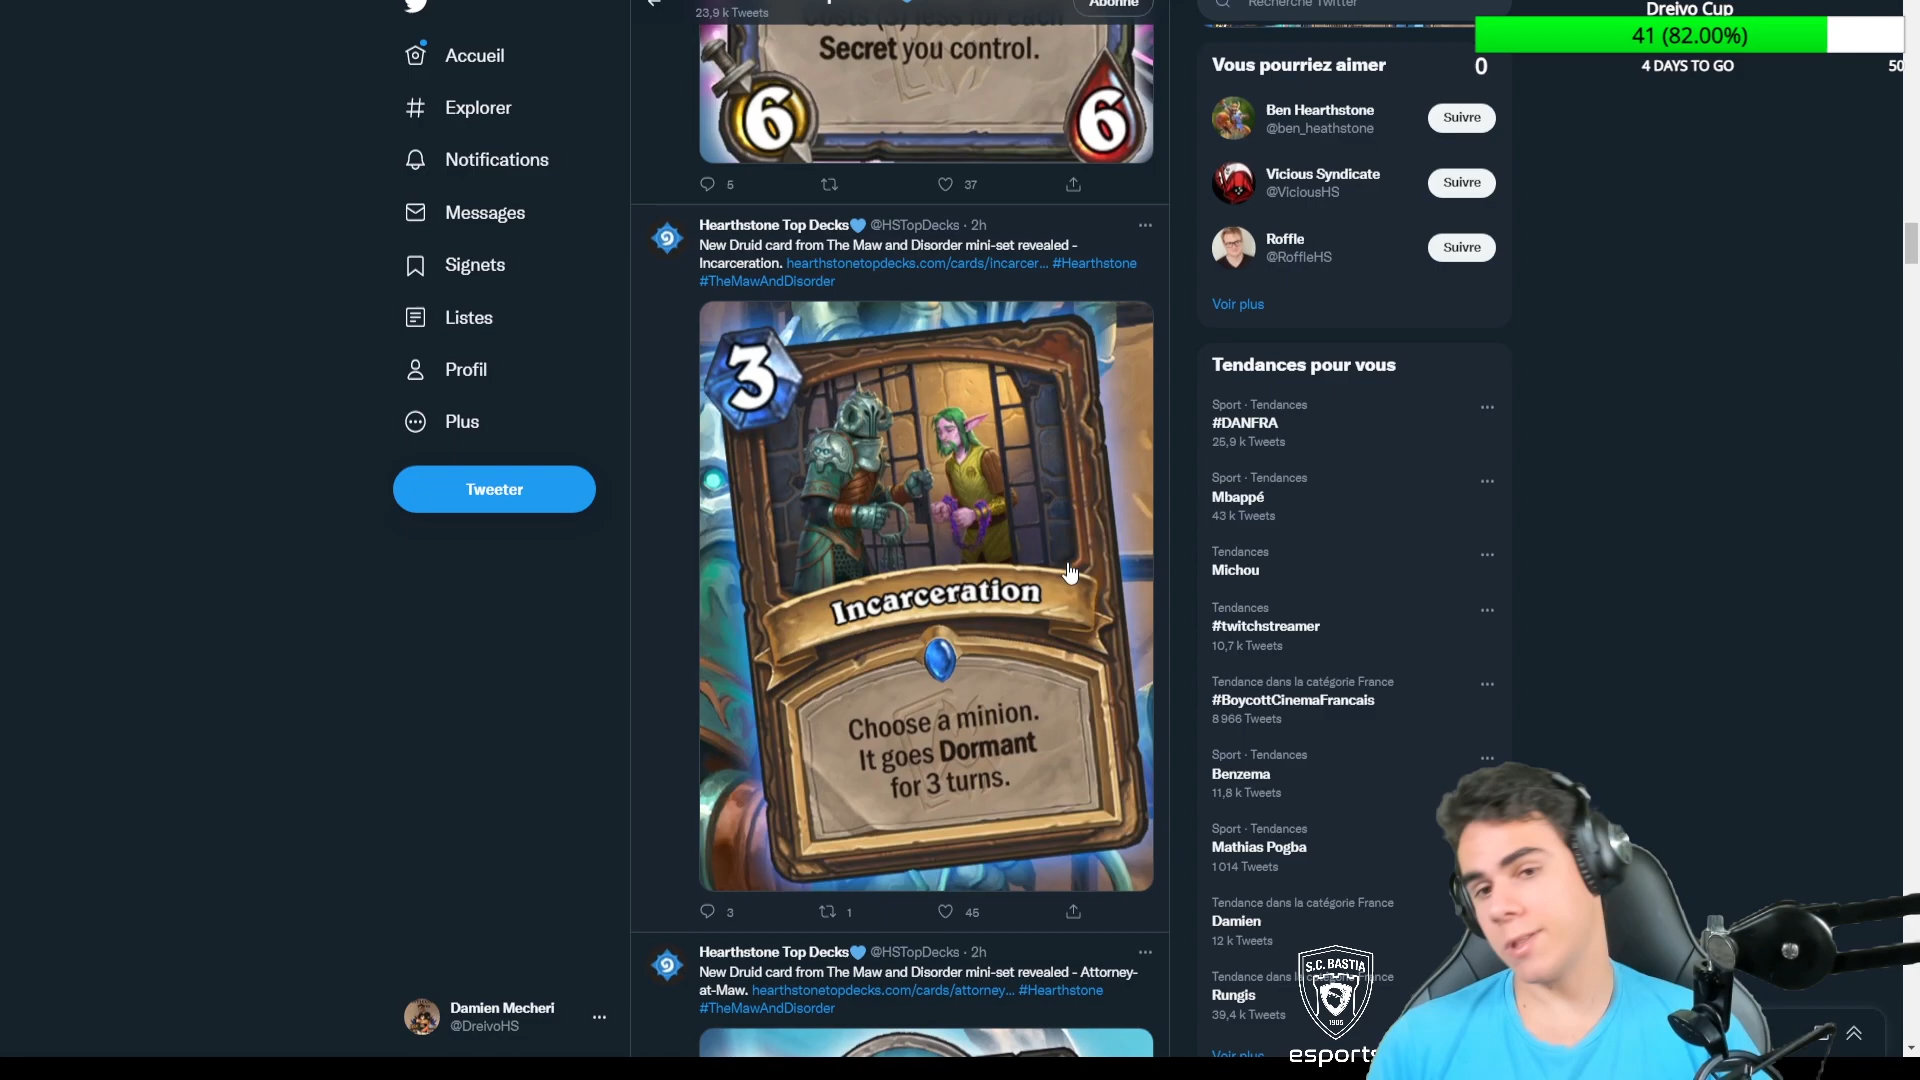 Accueil
Explorer
Notifications
Messages
Signets
Listes
Profil
Plus
Tweeter
Damien Mecheri
@DreivoHS
23,9 k Tweets
Abonné
Secret you control.
6
6
5
37
Hearthstone Top Decks💙 @HSTopDecks · 2h
New Druid card from The Maw and Disorder mini-set revealed -
Incarceration. hearthstonetopdecks.com/cards/incarcer... #Hearthstone
#TheMawAndDisorder
3
Incarceration
Choose a minion.
It goes Dormant
for 3 turns.
3
1
45
Hearthstone Top Decks💙 @HSTopDecks · 2h
New Druid card from The Maw and Disorder mini-set revealed - Attorney-
at-Maw. hearthstonetopdecks.com/cards/attorney... #Hearthstone
#TheMawAndDisorder
Recherche Twitter
Dreivo Cup
41 (82.00%)
0
4 DAYS TO GO
50
Vous pourriez aimer
Ben Hearthstone
@ben_heathstone
Suivre
Vicious Syndicate
@ViciousHS
Suivre
Roffle
@RoffleHS
Suivre
Voir plus
Tendances pour vous
Sport · Tendances
#DANFRA
25,9 k Tweets
Sport · Tendances
Mbappé
43 k Tweets
Tendances
Michou
Tendances
#twitchstreamer
10,7 k Tweets
Tendance dans la catégorie France
#BoycottCinemaFrancais
8 966 Tweets
Sport · Tendances
Benzema
11,8 k Tweets
Sport · Tendances
Mathias Pogba
1 014 Tweets
Tendance dans la catégorie France
Damien
12 k Tweets
Tendance dans
Rungis
39,4 k Tweets
Voir plus
S.C. BASTIA
1905
esports